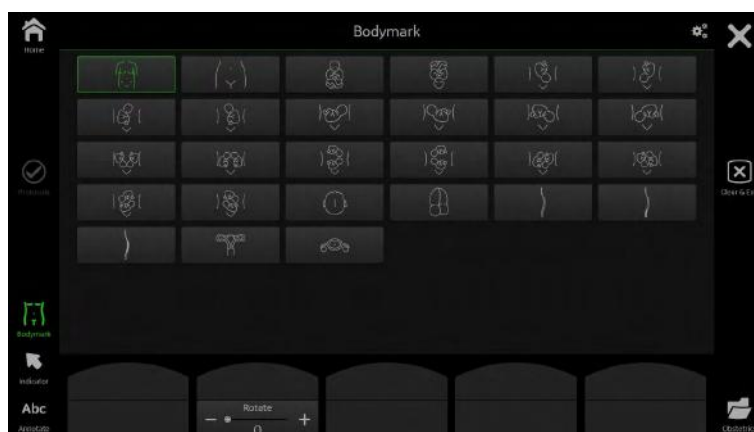 Bodymark
Home
Protocols
Clear & Ex
Bodymark
Indicator
Abc
Annotate
Rotate
0
Obstetric